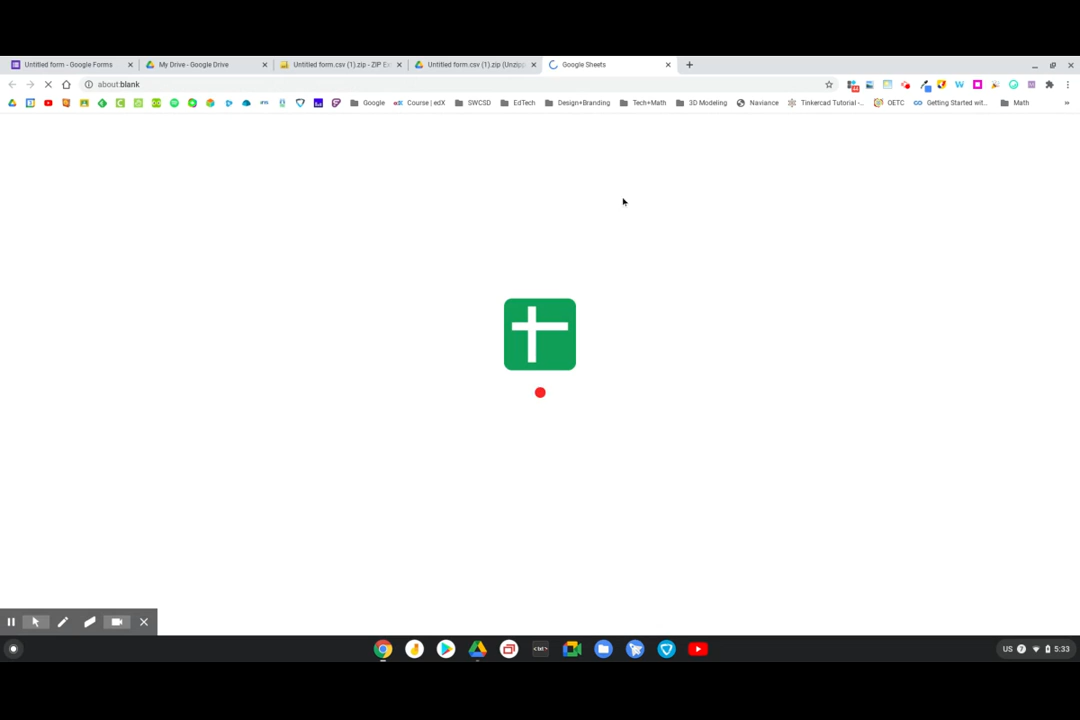 Untitled form - Google Forms
My Drive - Google Drive
Untitled form.csv (1).zip - ZIP Ex
Untitled form.csv (1).zip (Unzipp
Google Sheets
about:blank
Google
Course | edX
SWCSD
EdTech
Design+Branding
Tech+Math
3D Modeling
Naviance
Tinkercad Tutorial -...
OETC
Getting Started wit...
Math
»
US
5:33